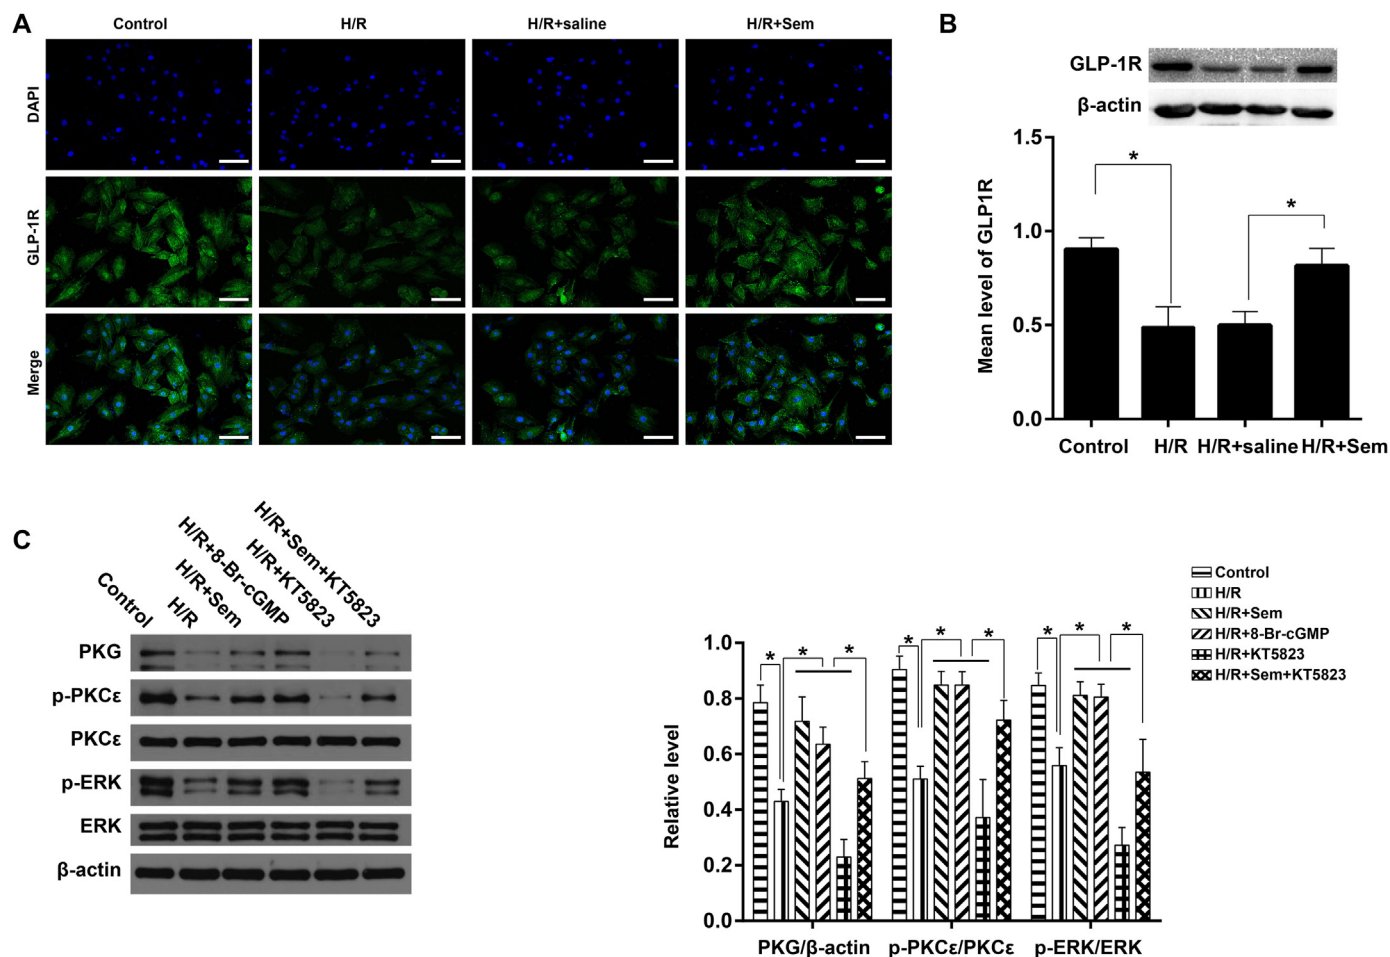 A
Control
H/R
H/R+saline
H/R+Sem
DAPI
GLP-1R
Merge
B
GLP-1R
β-actin
Mean level of GLP1R
1.5
1.0
0.5
0.0
*
*
Control
H/R
H/R+saline
H/R+Sem
C
Control
H/R
H/R+Sem
H/R+8-Br-cGMP
H/R+KT5823
H/R+Sem+KT5823
PKG
p-PKCε
PKCε
p-ERK
ERK
β-actin
Control
H/R
H/R+Sem
H/R+8-Br-cGMP
H/R+KT5823
H/R+Sem+KT5823
Relative level
1.0
0.8
0.6
0.4
0.2
0.0
* * *
* * *
* * *
PKG/β-actin
p-PKCε/PKCε
p-ERK/ERK